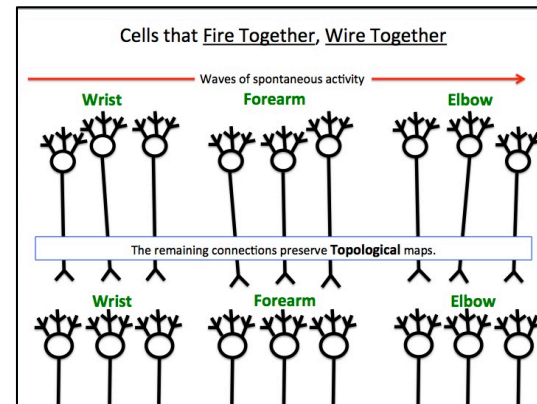 Cells that Fire Together, Wire Together
Waves of spontaneous activity
Wrist Forearm Elbow
The remaining connections preserve Topological maps.
Wrist Forearm Elbow